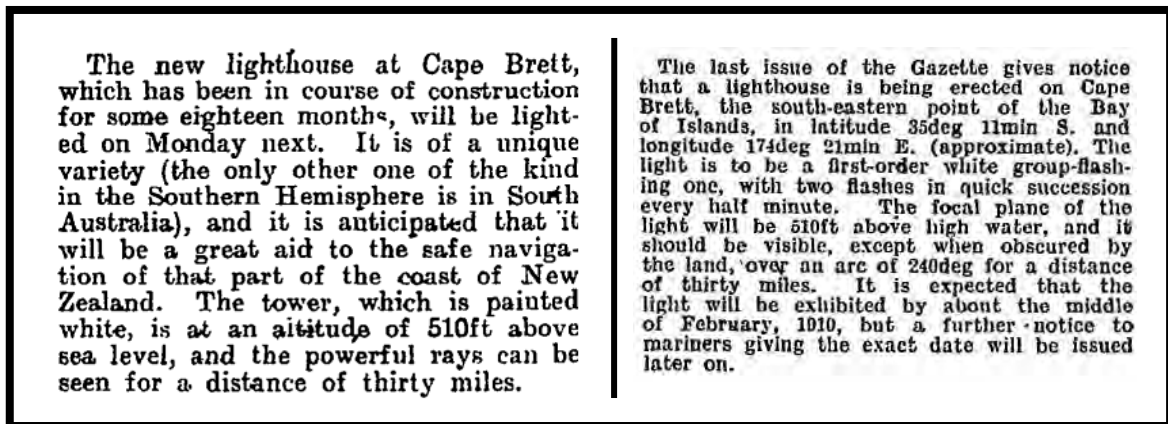 The new lighthouse at Cape Brett,
which has been in course of construction
for some eighteen months, will be light-
ed on Monday next. It is of a unique
variety (the only other one of the kind
in the Southern Hemisphere is in South
Australia), and it is anticipated that it
will be a great aid to the safe naviga-
tion of that part of the coast of New
Zealand. The tower, which is painted
white, is at an altitude of 510ft above
sea level, and the powerful rays can be
seen for a distance of thirty miles.
The last issue of the Gazette gives notice
that a lighthouse is being erected on Cape
Brett, the south-eastern point of the Bay
of Islands, in latitude 35deg 11min S. and
longitude 174deg 21min E. (approximate). The
light is to be a first-order white group-flash-
ing one, with two flashes in quick succession
every half minute. The focal plane of the
light will be 510ft above high water, and it
should be visible, except when obscured by
the land, over an arc of 240deg for a distance
of thirty miles. It is expected that the
light will be exhibited by about the middle
of February, 1910, but a further notice to
mariners giving the exact date will be issued
later on.